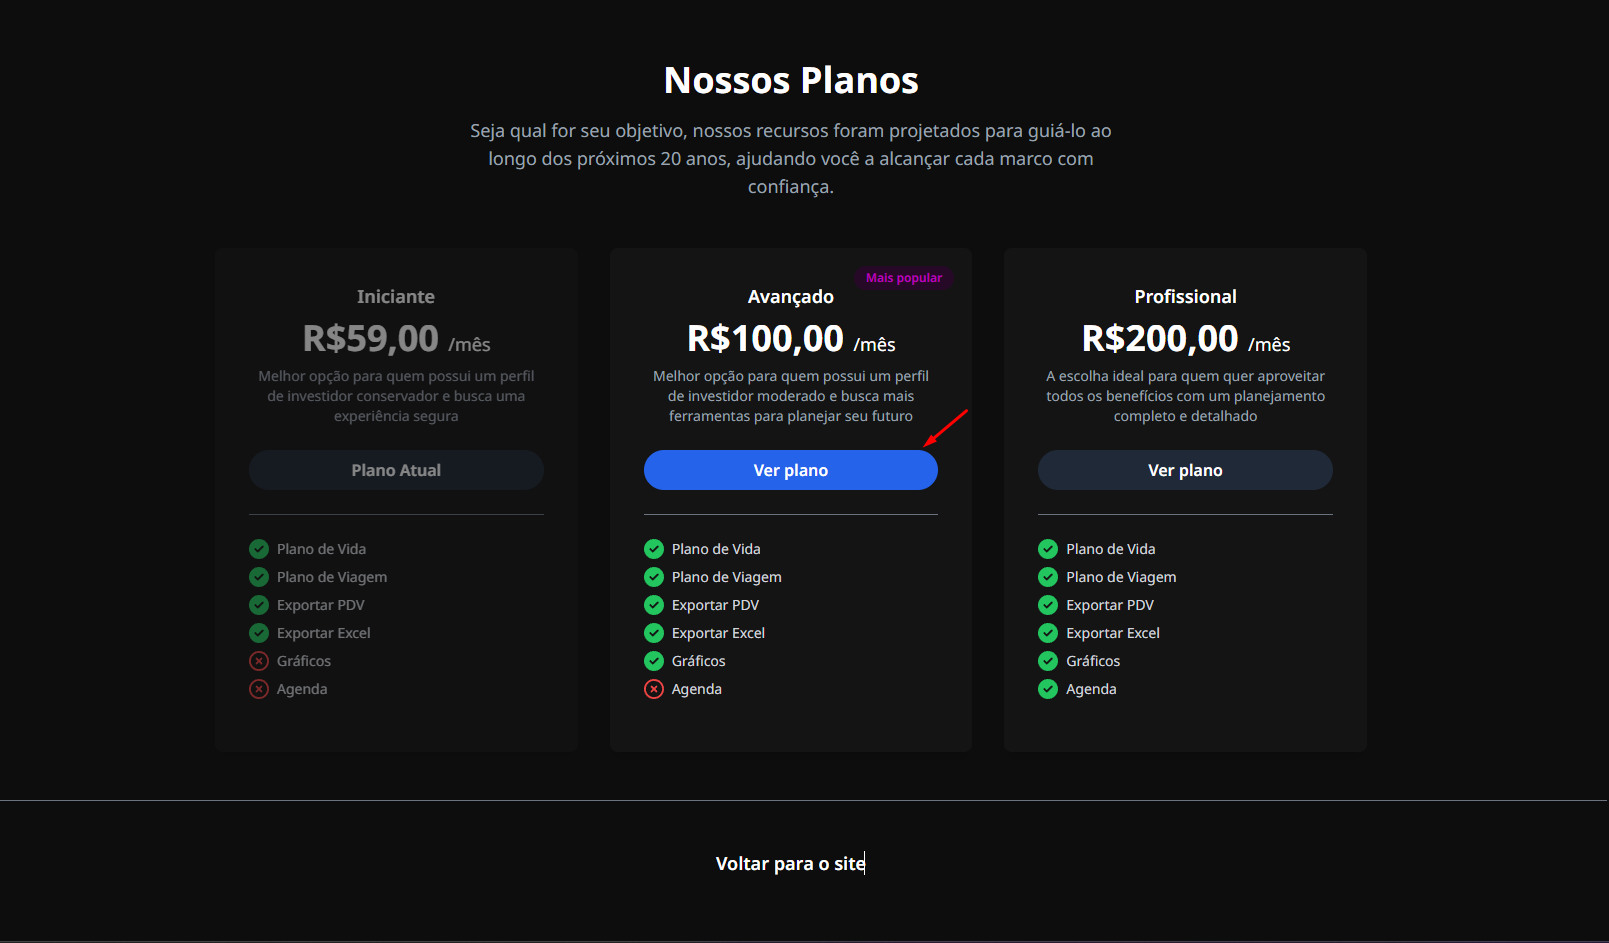 Nossos Planos
Seja qual for seu objetivo, nossos recursos foram projetados para guiá-lo ao
longo dos próximos 20 anos, ajudando você a alcançar cada marco com
confiança.
Iniciante
R$59,00 /mês
Melhor opção para quem possui um perfil
de investidor conservador e busca uma
experiência segura
Plano Atual
Plano de Vida
Plano de Viagem
Exportar PDV
Exportar Excel
Gráficos
Agenda
Mais popular
Avançado
R$100,00 /mês
Melhor opção para quem possui um perfil
de investidor moderado e busca mais
ferramentas para planejar seu futuro
Ver plano
Plano de Vida
Plano de Viagem
Exportar PDV
Exportar Excel
Gráficos
Agenda
Profissional
R$200,00 /mês
A escolha ideal para quem quer aproveitar
todos os benefícios com um planejamento
completo e detalhado
Ver plano
Plano de Vida
Plano de Viagem
Exportar PDV
Exportar Excel
Gráficos
Agenda
Voltar para o site